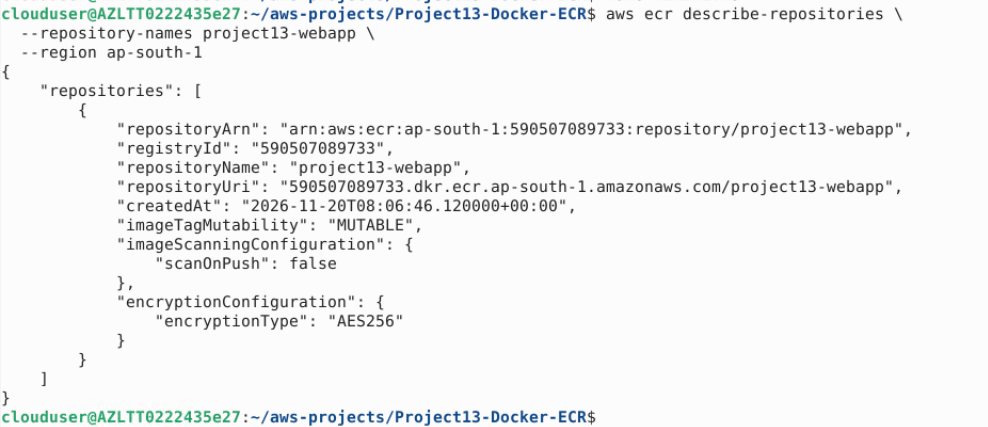 clouduser@AZLTT0222435e27:~/aws-projects/Project13-Docker-ECR$ aws ecr describe-repositories \
  --repository-names project13-webapp \
  --region ap-south-1
{
    "repositories": [
        {
            "repositoryArn": "arn:aws:ecr:ap-south-1:590507089733:repository/project13-webapp",
            "registryId": "590507089733",
            "repositoryName": "project13-webapp",
            "repositoryUri": "590507089733.dkr.ecr.ap-south-1.amazonaws.com/project13-webapp",
            "createdAt": "2026-11-20T08:06:46.120000+00:00",
            "imageTagMutability": "MUTABLE",
            "imageScanningConfiguration": {
                "scanOnPush": false
            },
            "encryptionConfiguration": {
                "encryptionType": "AES256"
            }
        }
    ]
}
clouduser@AZLTT0222435e27:~/aws-projects/Project13-Docker-ECR$